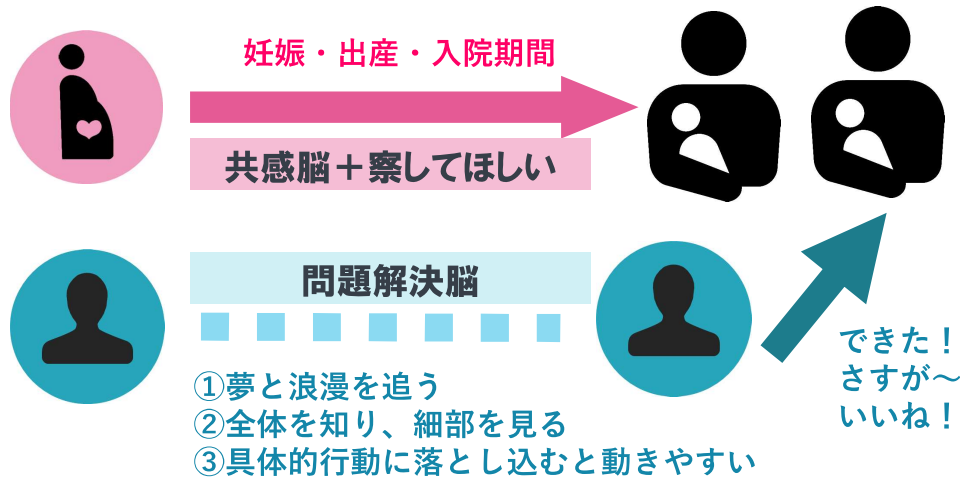 妊娠・出産・入院期間
共感脳＋察してほしい
問題解決脳
①夢と浪漫を追う
②全体を知り、細部を見る
③具体的行動に落とし込むと動きやすい
できた！
さすが～
いいね！